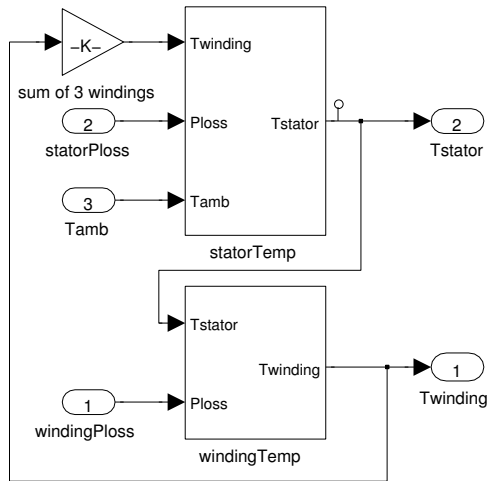 –K–
sum of 3 windings
2
statorPloss
3
Tamb
Twinding
Ploss
Tamb
Tstator
statorTemp
2
Tstator
1
windingPloss
Tstator
Ploss
Twinding
windingTemp
1
Twinding